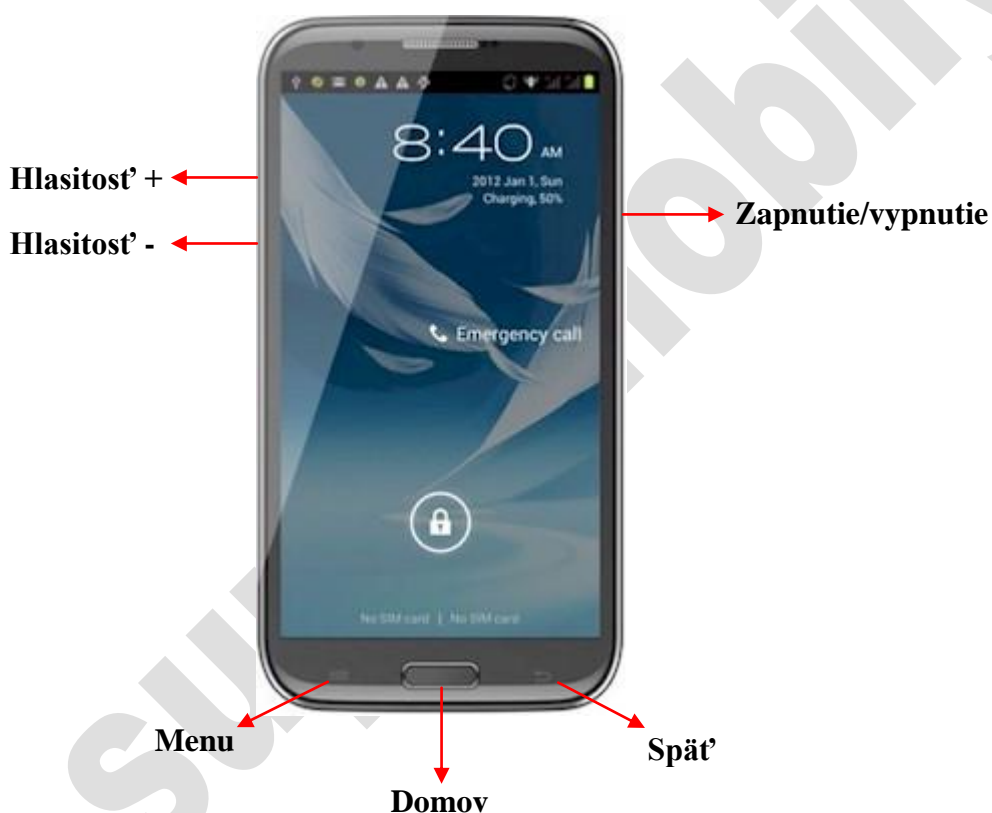 8:40 AM
2012 Jan 1, Sun
Charging, 50%
Hlasitosť +
Zapnutie/vypnutie
Hlasitosť -
Emergency call
No SIM card | No SIM card
Menu
Späť
Domov